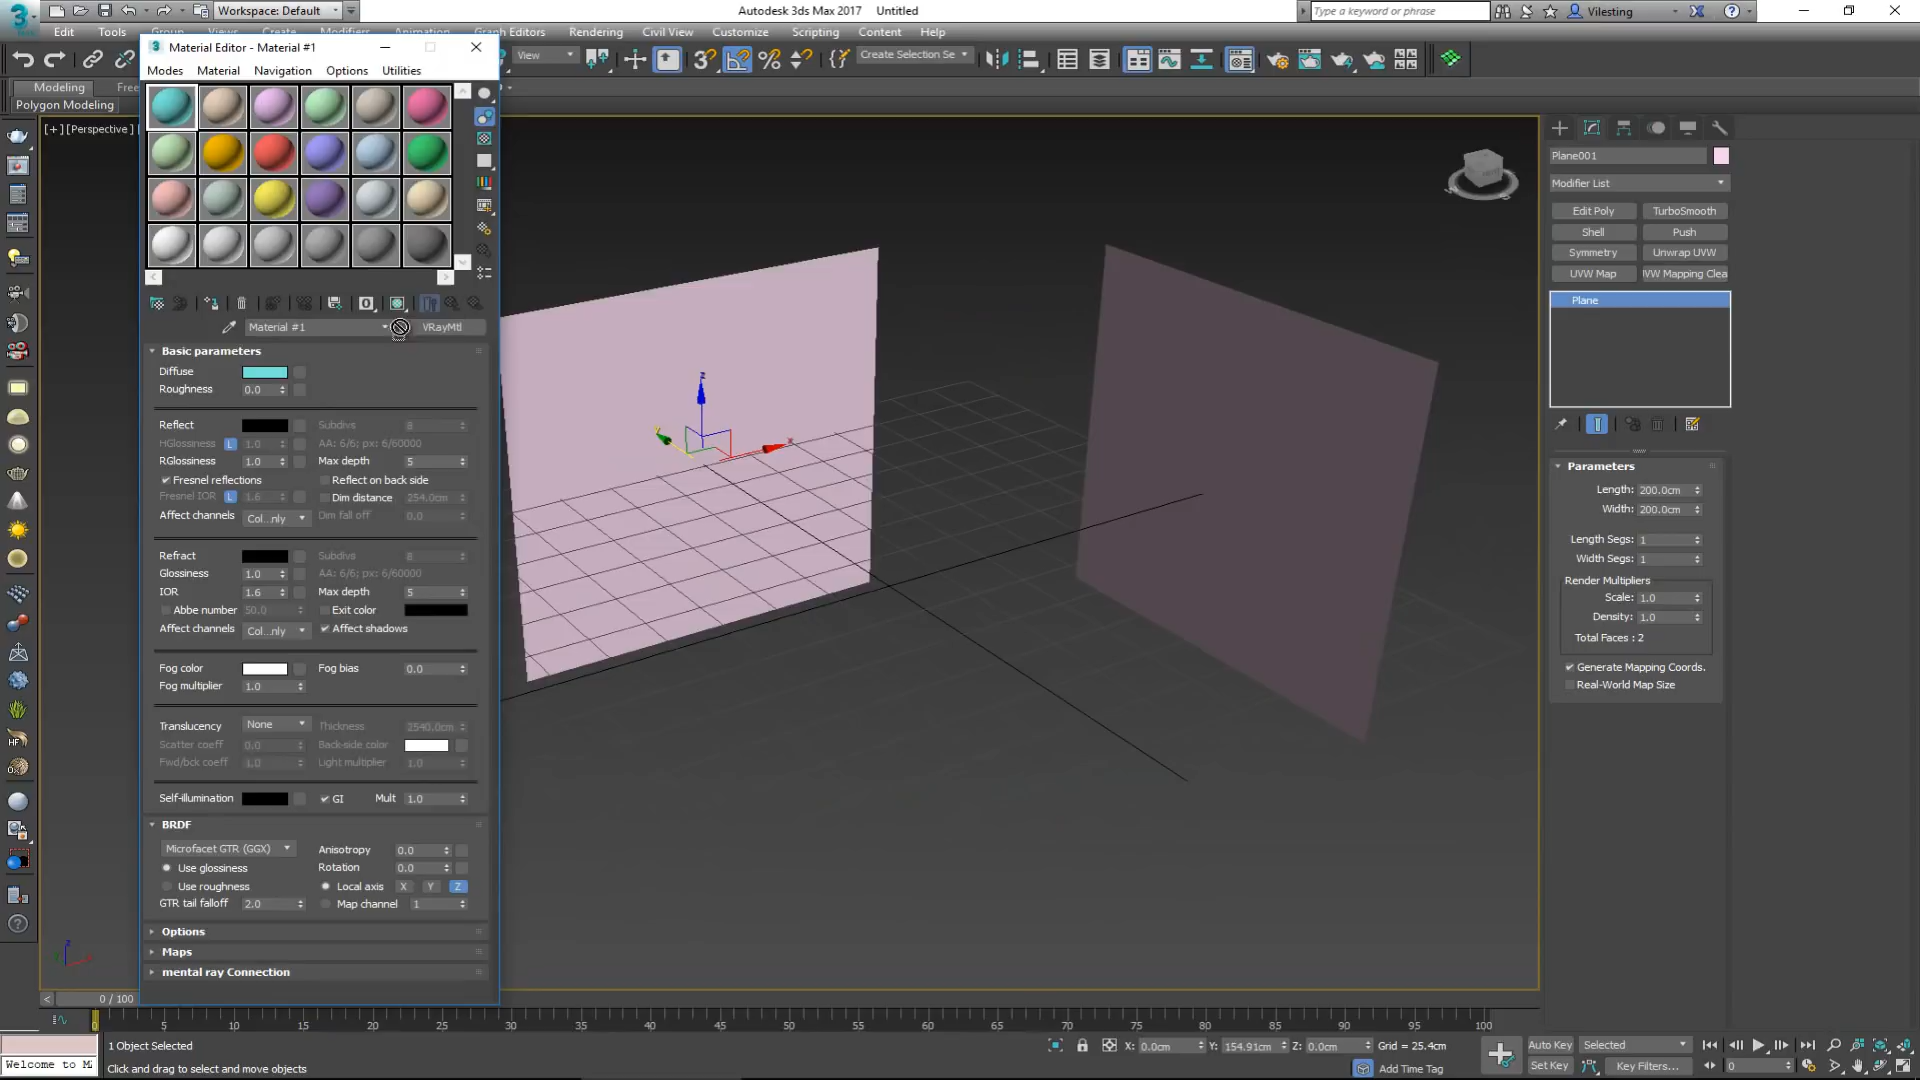 Workspace: Default
Autodesk 3ds Max 2017 Untitled
Type a keyword or phrase
Vilesting
Edit Tools Group Views Create Modifiers Animation Graph Editors Rendering Civil View Customize Scripting Content Help
View
Create Selection Se
Modeling Free
Polygon Modeling
Material Editor - Material #1
Modes Material Navigation Options Utilities
[+][Perspective]
Material #1
VRayMtl
Basic parameters
Diffuse
Roughness 0.0
Reflect Subdivs 8
HGlossiness L 1.0 AA: 6/6; px: 6/60000
RGlossiness 1.0 Max depth 5
Fresnel reflections Reflect on back side
Fresnel IOR L 1.6 Dim distance 254.0cm
Affect channels Col...nly Dim fall off 0.0
Refract Subdivs 8
Glossiness 1.0 AA: 6/6; px: 6/60000
IOR 1.6 Max depth 5
Abbe number 50.0 Exit color
Affect channels Col...nly Affect shadows
Fog color Fog bias 0.0
Fog multiplier 1.0
Translucency None Thickness 2540.0cm
Scatter coeff 0.0 Back-side color
Fwd/bck coeff 1.0 Light multiplier 1.0
Self-illumination GI Mult 1.0
BRDF
Microfacet GTR (GGX) Anisotropy 0.0
Use glossiness Rotation 0.0
Use roughness Local axis X Y Z
GTR tail falloff 2.0 Map channel 1
Options
Maps
mental ray Connection
z
y
x
Plane001
Modifier List
Edit Poly TurboSmooth
Shell Push
Symmetry Unwrap UVW
UVW Map UVW Mapping Clea
Plane
Parameters
Length: 200.0cm
Width: 200.0cm
Length Segs: 1
Width Segs: 1
Render Multipliers
Scale: 1.0
Density: 1.0
Total Faces : 2
Generate Mapping Coords.
Real-World Map Size
0 / 100
0 5 10 15 20 25 30 35 40 45 50 55 60 65 70 75 80 85 90 95 100
1 Object Selected
X: 0.0cm Y: 154.91cm Z: 0.0cm Grid = 25.4cm
Auto Key Selected
Welcome to M
Click and drag to select and move objects
Add Time Tag
Set Key Key Filters...
0